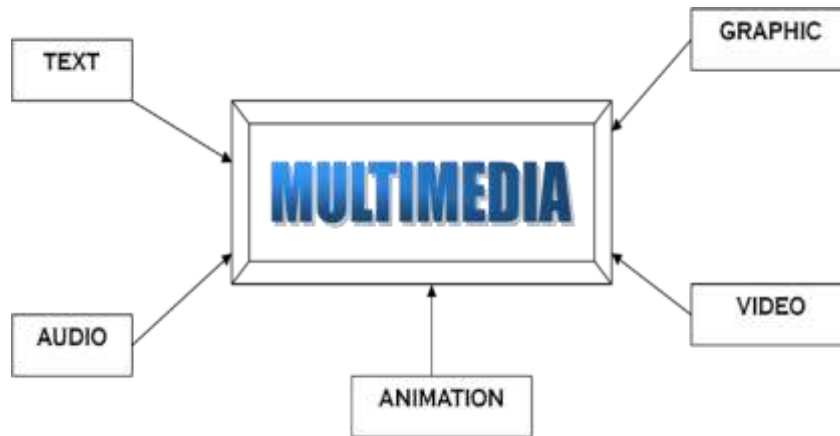 GRAPHIC
TEXT
MULTIMEDIA
AUDIO
VIDEO
ANIMATION